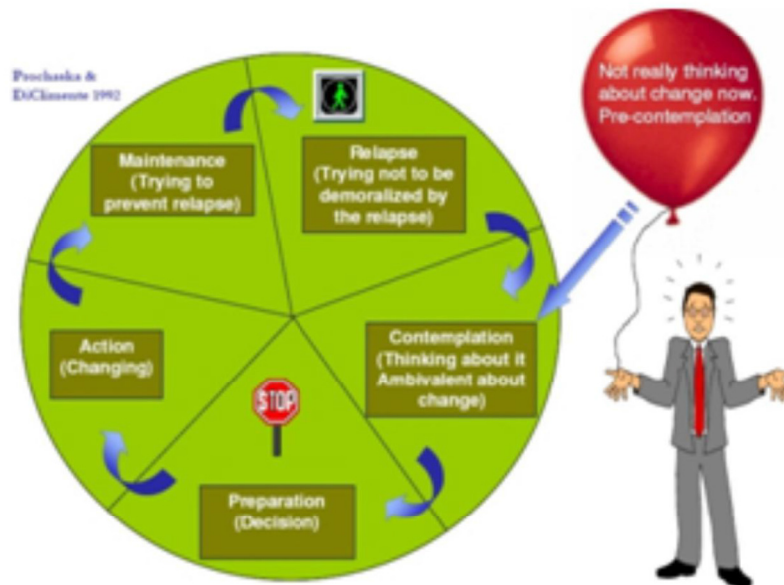 Prochaska &
DiClimente 1992
Not really thinking
about change now.
Pre-contemplation
Maintenance
(Trying to
prevent relapse)
Relapse
(Trying not to be
demoralized by
the relapse)
Contemplation
(Thinking about it
Ambivalent about
change)
Action
(Changing)
STOP
Preparation
(Decision)